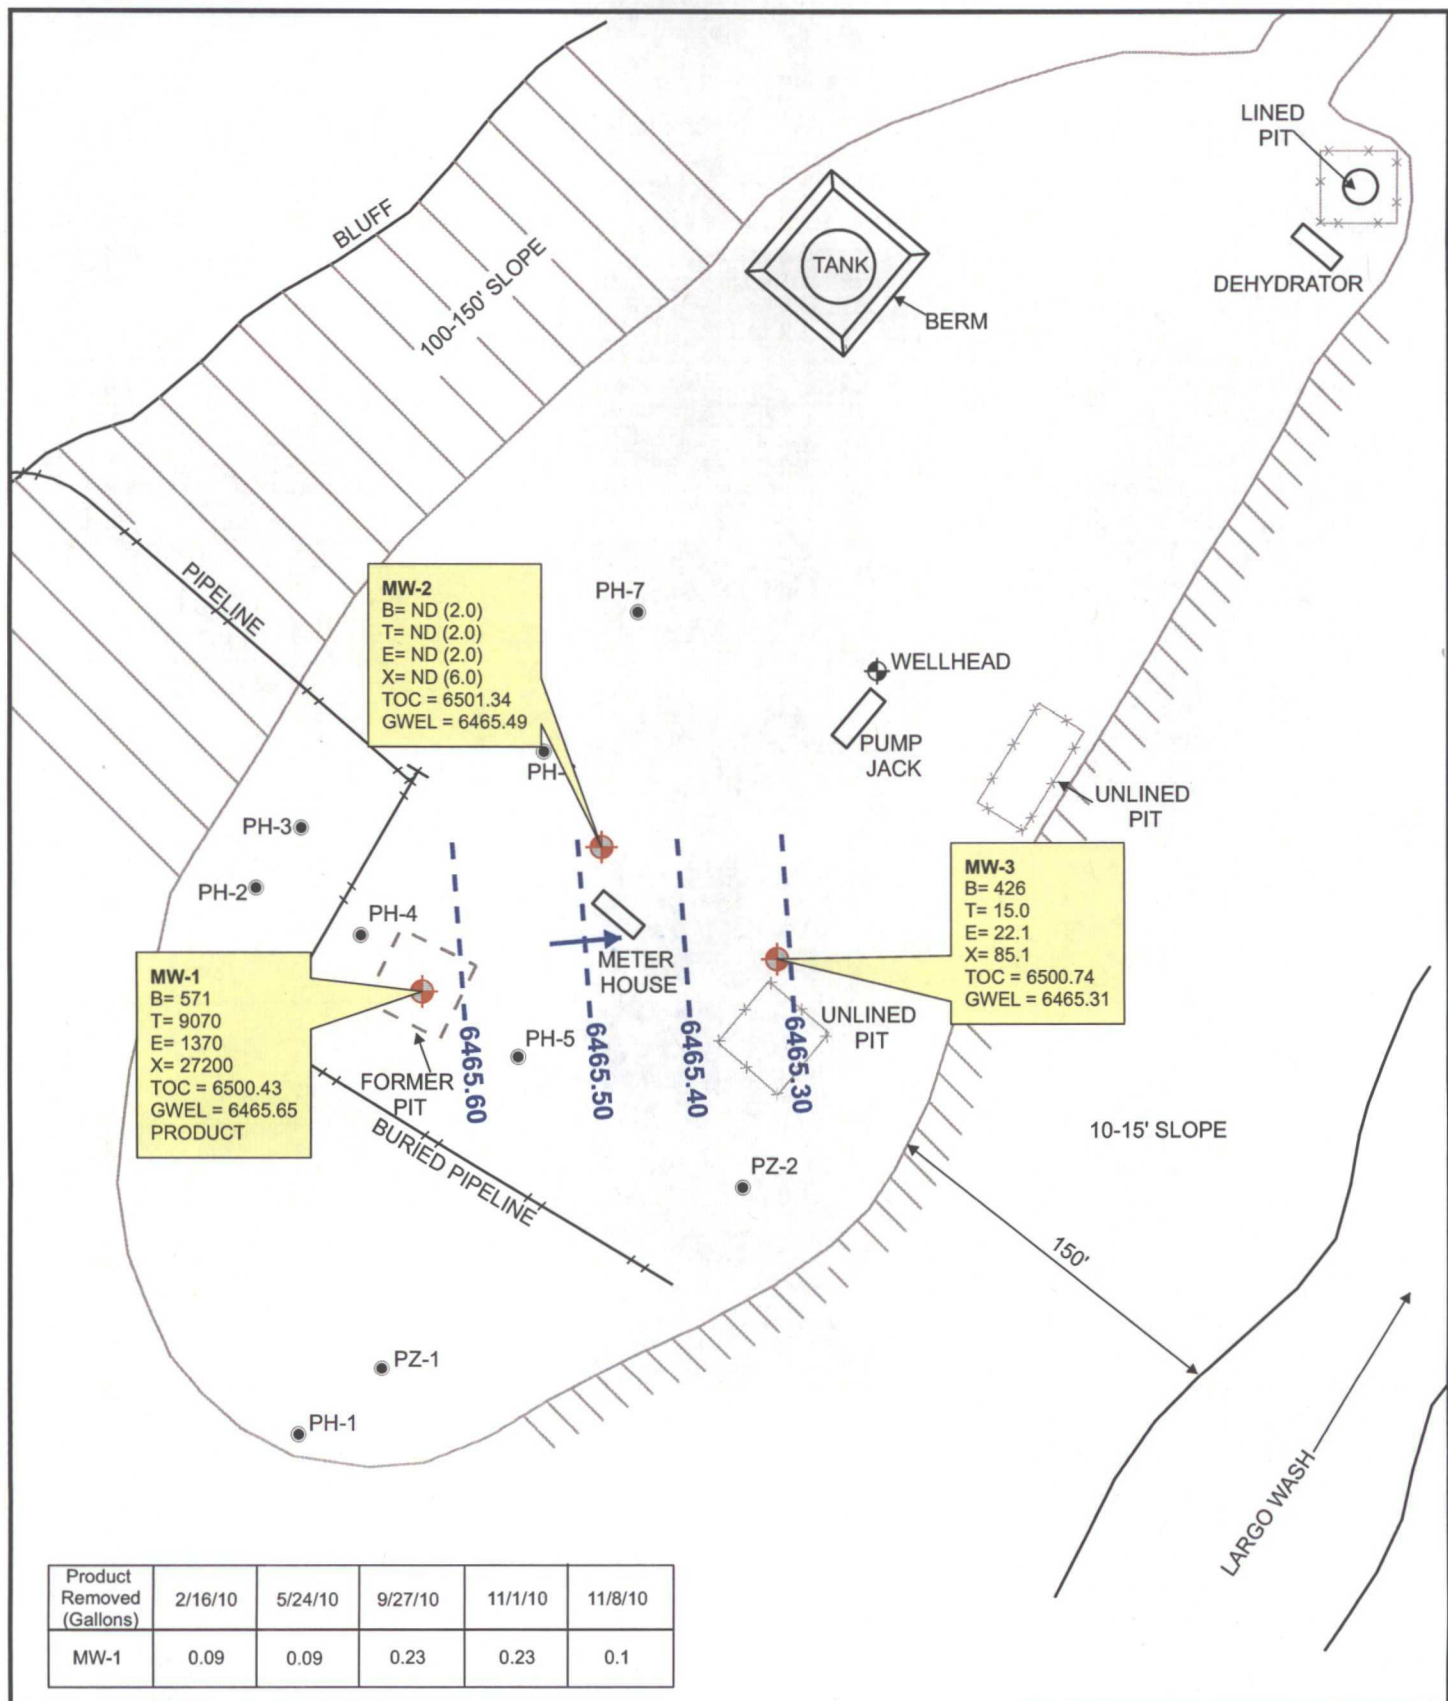 LINED
PIT
BLUFF
100-150' SLOPE
TANK
DEHYDRATOR
BERM
PIPELINE
MW-2
B= ND (2.0)
T= ND (2.0)
E= ND (2.0)
X= ND (6.0)
TOC = 6501.34
GWEL = 6465.49
PH-7
WELLHEAD
PUMP
JACK
PH-
UNLINED
PIT
PH-3
PH-2
PH-4
MW-3
B= 426
T= 15.0
E= 22.1
X= 85.1
TOC = 6500.74
GWEL = 6465.31
METER
HOUSE
MW-1
B= 571
T= 9070
E= 1370
X= 27200
TOC = 6500.43
GWEL = 6465.65
PRODUCT
UNLINED
PIT
PH-5
6465.60
6465.50
6465.40
6465.30
FORMER
PIT
BURIED PIPELINE
10-15' SLOPE
PZ-2
150'
PZ-1
PH-1
LARGO WASH
Product
Removed
(Gallons)
2/16/10 5/24/10 9/27/10 11/1/10 11/8/10
MW-1 0.09 0.09 0.23 0.23 0.1